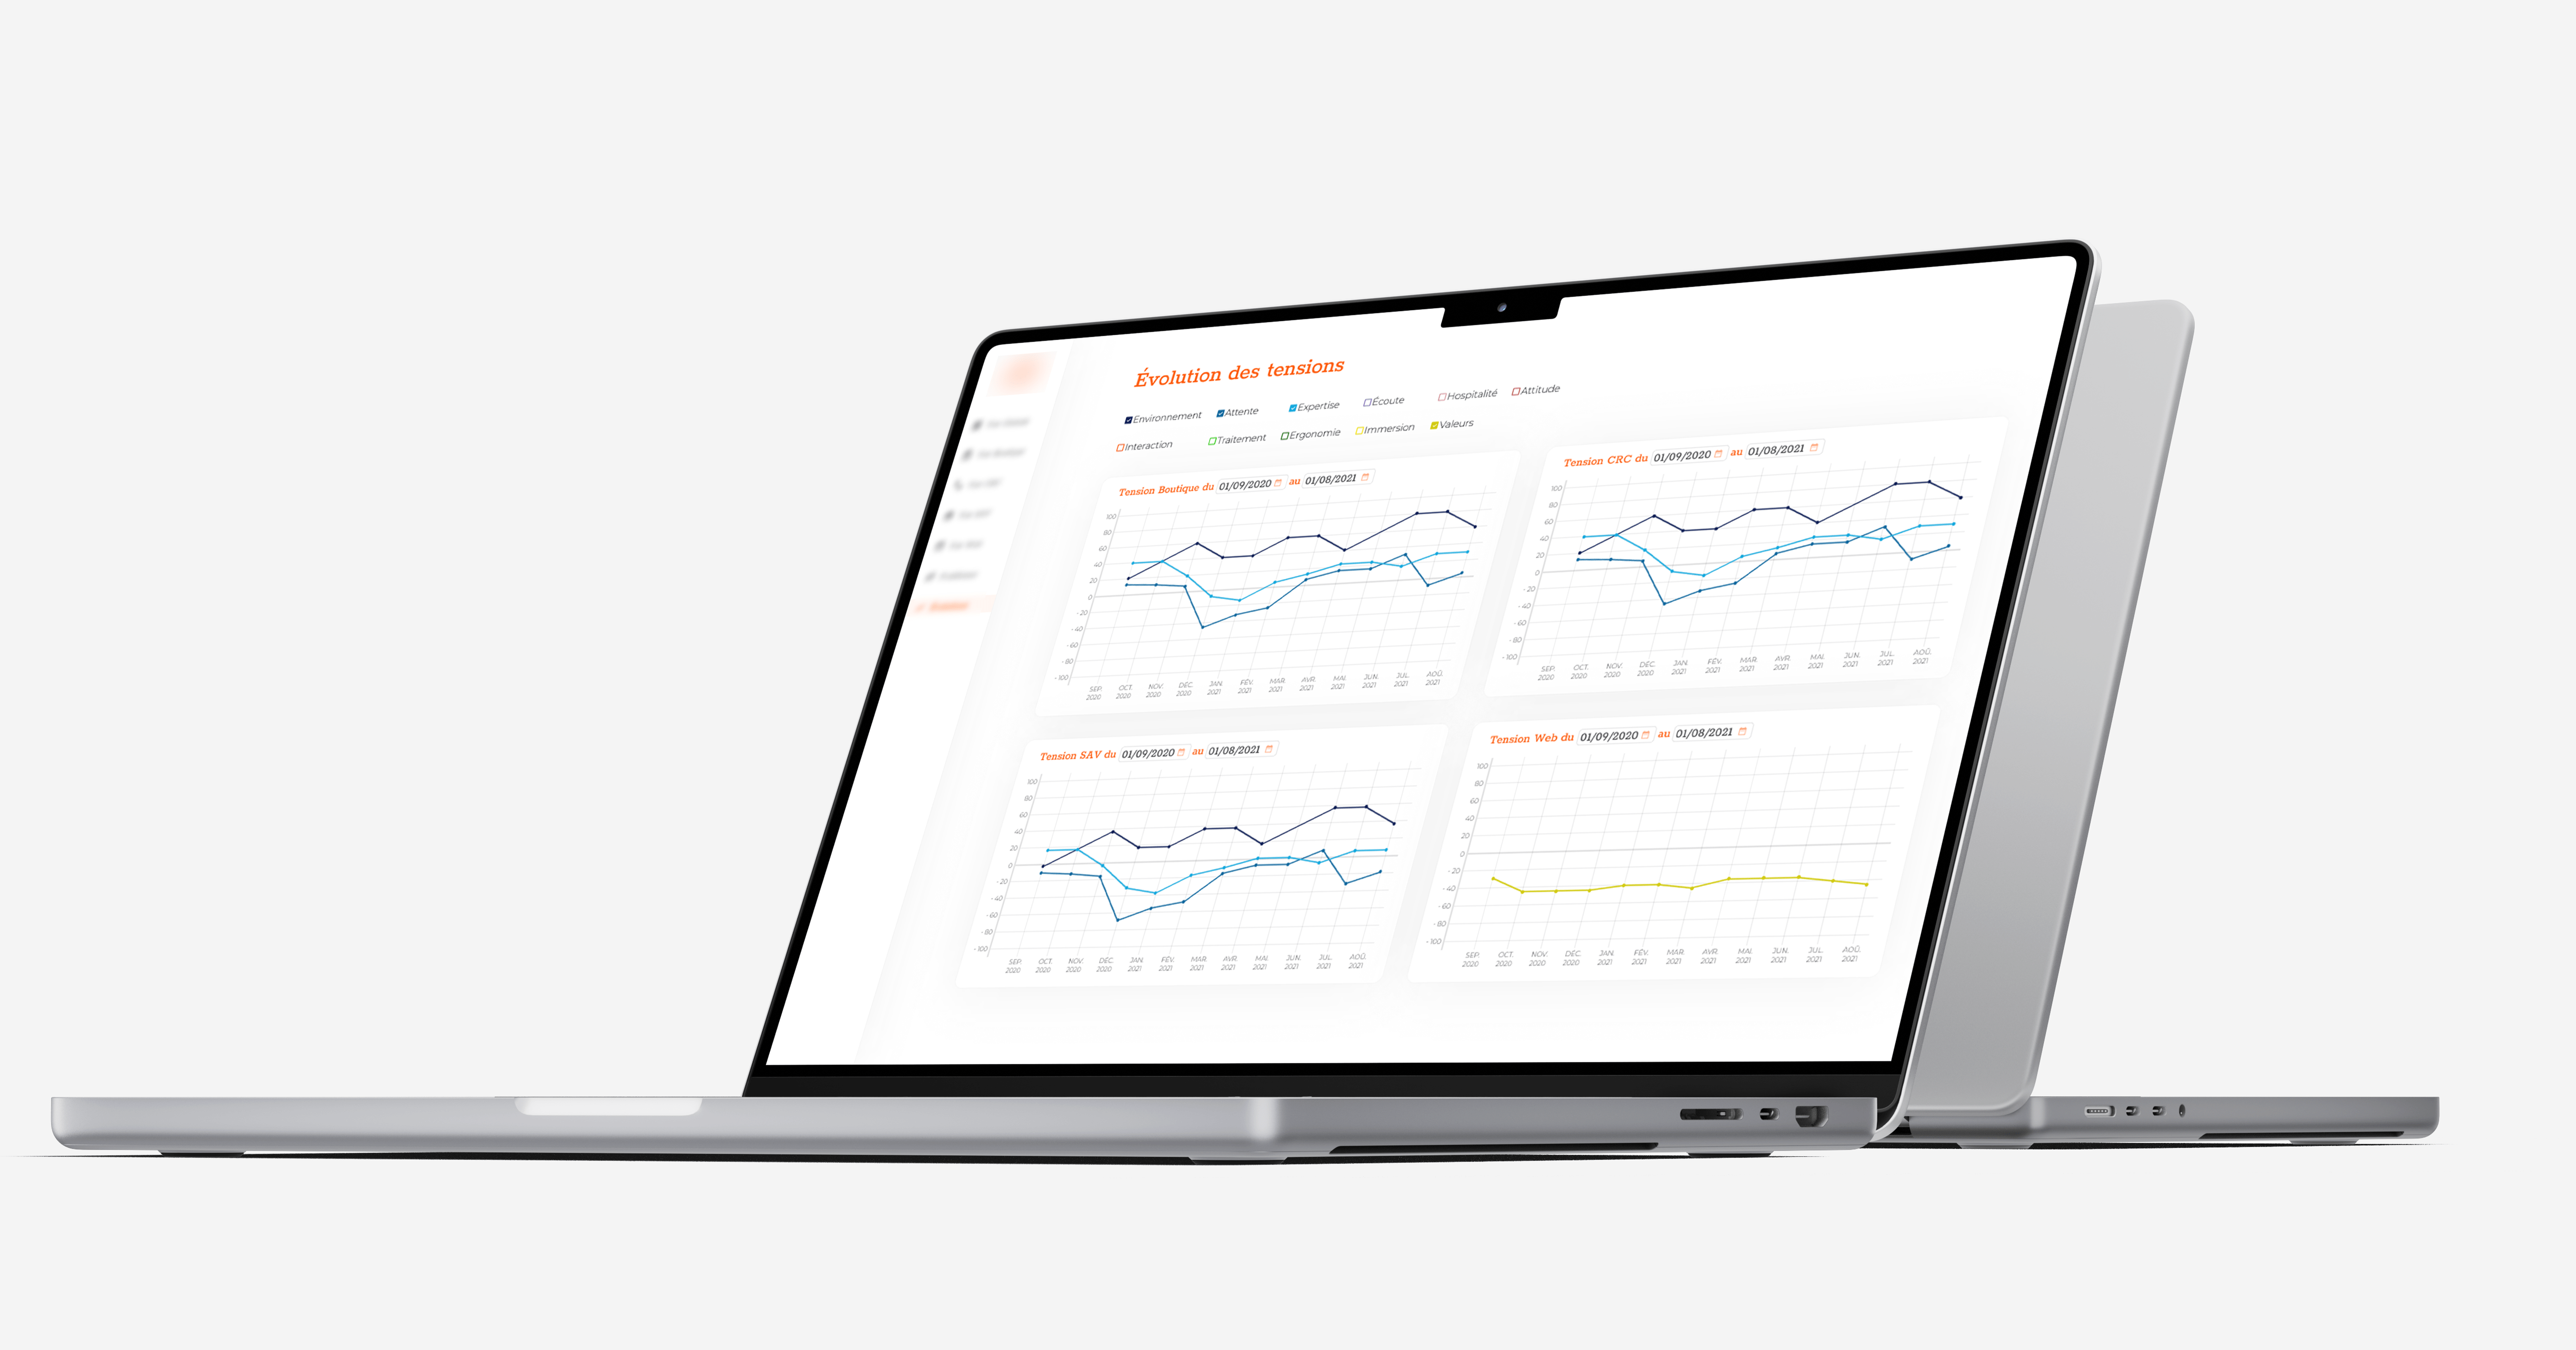 Évolution des tensions
Environnement Attente Expertise Écoute Hospitalité Attitude
Interaction Traitement Ergonomie Immersion Valeurs
Tension Boutique du 01/09/2020 au 01/08/2021
100
80
60
40
20
0
- 20
- 40
- 60
- 80
- 100
SEP. OCT. NOV. DÉC. JAN. FÉV. MAR. AVR. MAI. JUN. JUL. AOÛ.
2020 2020 2020 2020 2021 2021 2021 2021 2021 2021 2021 2021
Tension CRC du 01/09/2020 au 01/08/2021
100
80
60
40
20
0
- 20
- 40
- 60
- 80
- 100
SEP. OCT. NOV. DÉC. JAN. FÉV. MAR. AVR. MAI. JUN. JUL. AOÛ.
2020 2020 2020 2020 2021 2021 2021 2021 2021 2021 2021 2021
Tension SAV du 01/09/2020 au 01/08/2021
100
80
60
40
20
0
- 20
- 40
- 60
- 80
- 100
SEP. OCT. NOV. DÉC. JAN. FÉV. MAR. AVR. MAI. JUN. JUL. AOÛ.
2020 2020 2020 2020 2021 2021 2021 2021 2021 2021 2021 2021
Tension Web du 01/09/2020 au 01/08/2021
100
80
60
40
20
0
- 20
- 40
- 60
- 80
- 100
SEP. OCT. NOV. DÉC. JAN. FÉV. MAR. AVR. MAI. JUN. JUL. AOÛ.
2020 2020 2020 2020 2021 2021 2021 2021 2021 2021 2021 2021